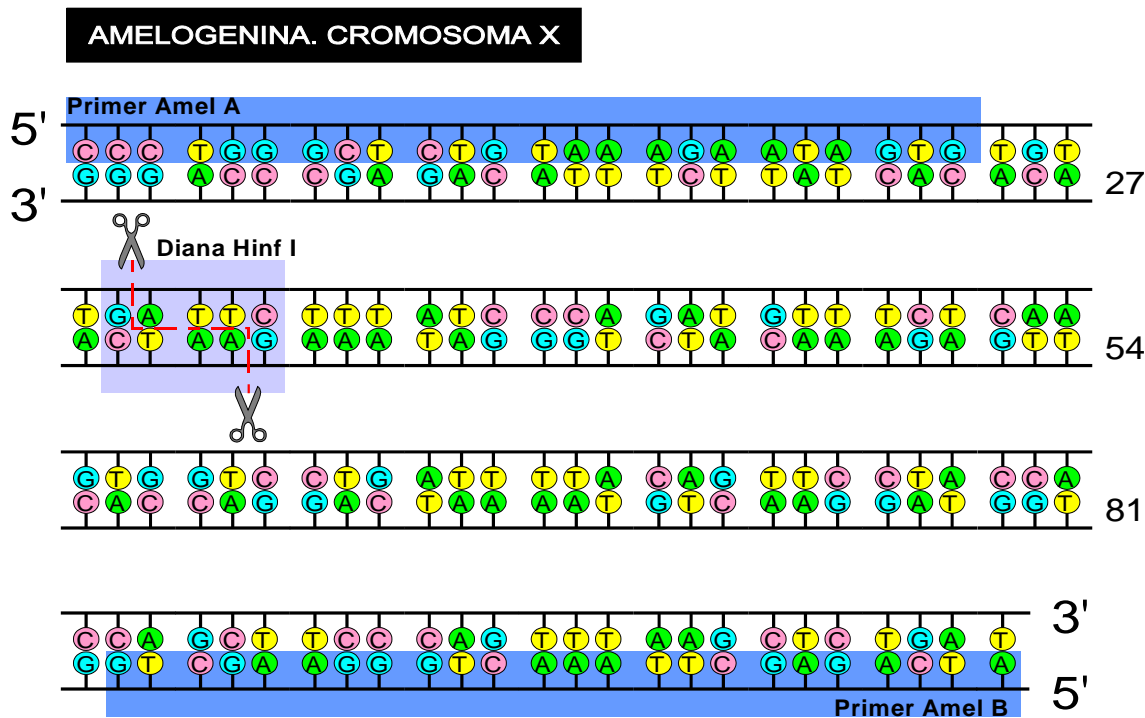 AMELOGENINA. CROMOSOMA X
Primer Amel A
5'
C C C T G G G C T C T G T A A A G A A T A G T G T G T
G G G A C C C G A G A C A T T T C T T A T C A C A C A
27
3'
Diana Hinf I
T G A T T C T T T A T C C C A G A T G T T T C T C A A
A C T A A G A A A T A G G G T C T A C A A A G A G T T
54
G T G G T C C T G A T T T T A C A G T T C C T A C C A
C A C C A G G A C T A A A A T G T C A A G G A T G G T
81
3'
C C A G C T T C C C A G T T T A A G C T C T G A T
G G T C G A A G G G T C A A A T T C G A G A C T A
5'
Primer Amel B